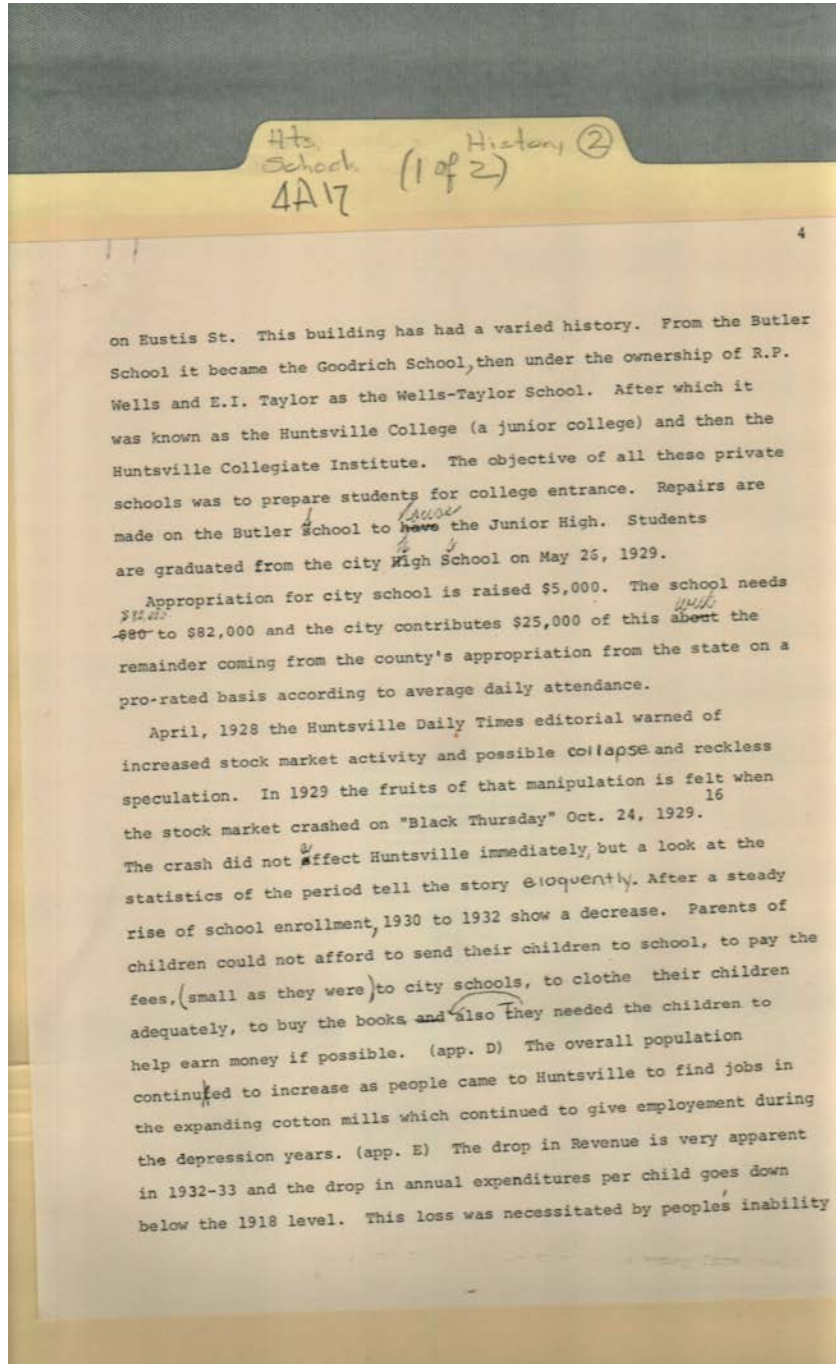 Hts. History ②
School (1 of 2)
4A17
4
on Eustis St. This building has had a varied history. From the Butler
School it became the Goodrich School, then under the ownership of R.P.
Wells and E.I. Taylor as the Wells-Taylor School. After which it
was known as the Huntsville College (a junior college) and then the
Huntsville Collegiate Institute. The objective of all these private
schools was to prepare students for college entrance. Repairs are
house
made on the Butler School to have the Junior High. Students
h s
are graduated from the city High School on May 26, 1929.
Appropriation for city school is raised $5,000. The school needs
with
$80 to $82,000 and the city contributes $25,000 of this about the
remainder coming from the county's appropriation from the state on a
pro-rated basis according to average daily attendance.
April, 1928 the Huntsville Daily Times editorial warned of
increased stock market activity and possible collapse and reckless
speculation. In 1929 the fruits of that manipulation is felt when
the stock market crashed on "Black Thursday" Oct. 24, 1929. 16
The crash did not affect Huntsville immediately, but a look at the
statistics of the period tell the story eloquently. After a steady
rise of school enrollment, 1930 to 1932 show a decrease. Parents of
children could not afford to send their children to school, to pay the
fees, (small as they were) to city schools, to clothe their children
adequately, to buy the books and also They needed the children to
help earn money if possible. (app. D) The overall population
continued to increase as people came to Huntsville to find jobs in
the expanding cotton mills which continued to give employement during
the depression years. (app. E) The drop in Revenue is very apparent
in 1932-33 and the drop in annual expenditures per child goes down
below the 1918 level. This loss was necessitated by people's inability